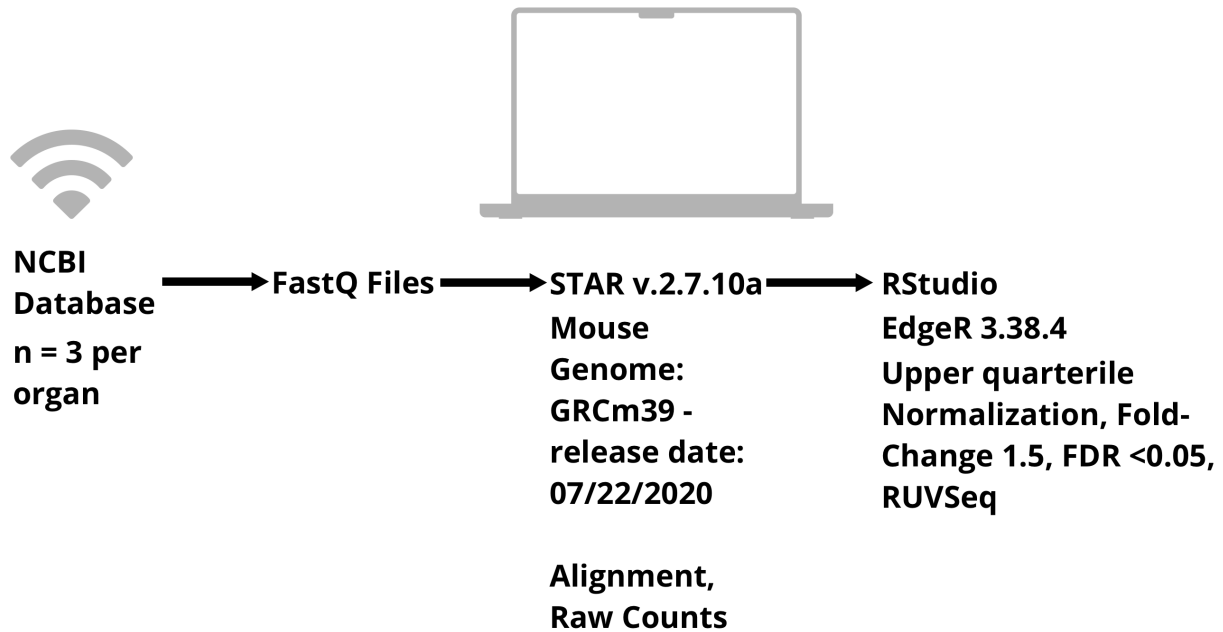 NCBI
Database
n = 3 per
organ
FastQ Files
STAR v.2.7.10a
Mouse
Genome:
GRCm39 -
release date:
07/22/2020
Alignment,
Raw Counts
RStudio
EdgeR 3.38.4
Upper quarterile
Normalization, Fold-
Change 1.5, FDR <0.05,
RUVSeq